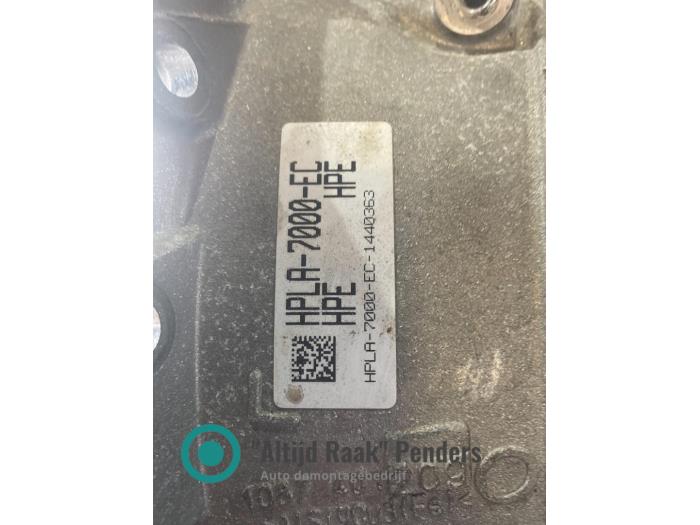 HPLA-7000-EC
HPE HPE
HPLA-7000-EC-1440363
"Altijd Raak" Penders
Auto demontagebedrijf